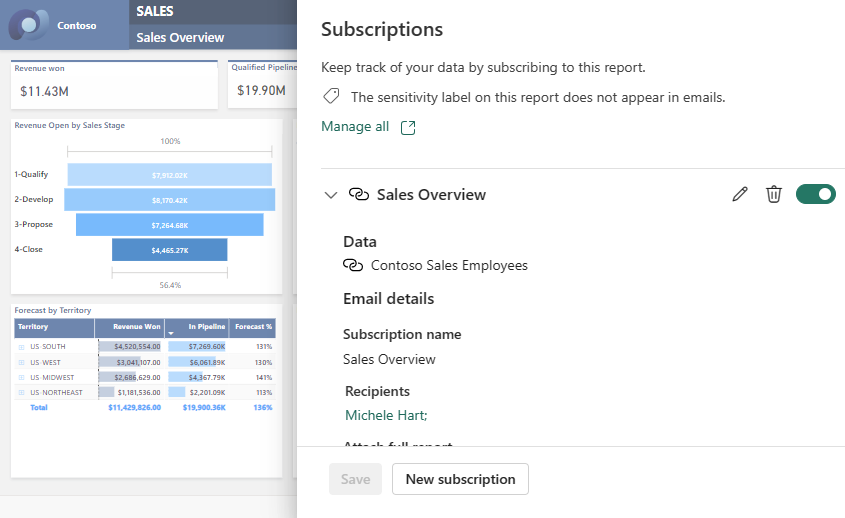 Contoso
SALES
Sales Overview
Revenue won
$11.43M
Qualified Pipeline
$19.90M
Revenue Open by Sales Stage
100%
1-Qualify $7,912.02K
2-Develop $8,170.42K
3-Propose $7,264.68K
4-Close $4,465.27K
56.4%
Forecast by Territory
Territory Revenue Won In Pipeline Forecast %
US-SOUTH $4,520,554.00 $7,269.60K 131%
US-WEST $3,041,107.00 $6,061.89K 130%
US-MIDWEST $2,686,629.00 $4,367.79K 141%
US-NORTHEAST $1,181,536.00 $2,201.09K 113%
Total $11,429,826.00 $19,900.36K 136%
Subscriptions
Keep track of your data by subscribing to this report.
The sensitivity label on this report does not appear in emails.
Manage all
Sales Overview
Data
Contoso Sales Employees
Email details
Subscription name
Sales Overview
Recipients
Michele Hart;
Attach full report
Save
New subscription